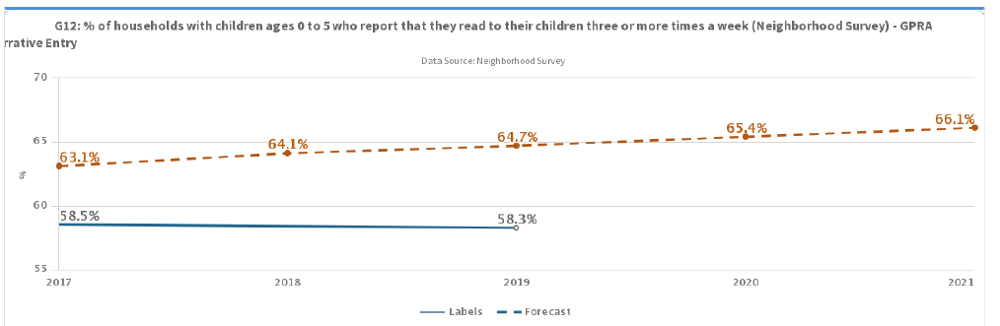 G12: % of households with children ages 0 to 5 who report that they read to their children three or more times a week (Neighborhood Survey) - GPRA
rrative Entry
Data Source: Neighborhood Survey
70
65
60
55
%
63.1%
64.1%
64.7%
65.4%
66.1%
58.5%
58.3%
2017 2018 2019 2020 2021
Labels Forecast